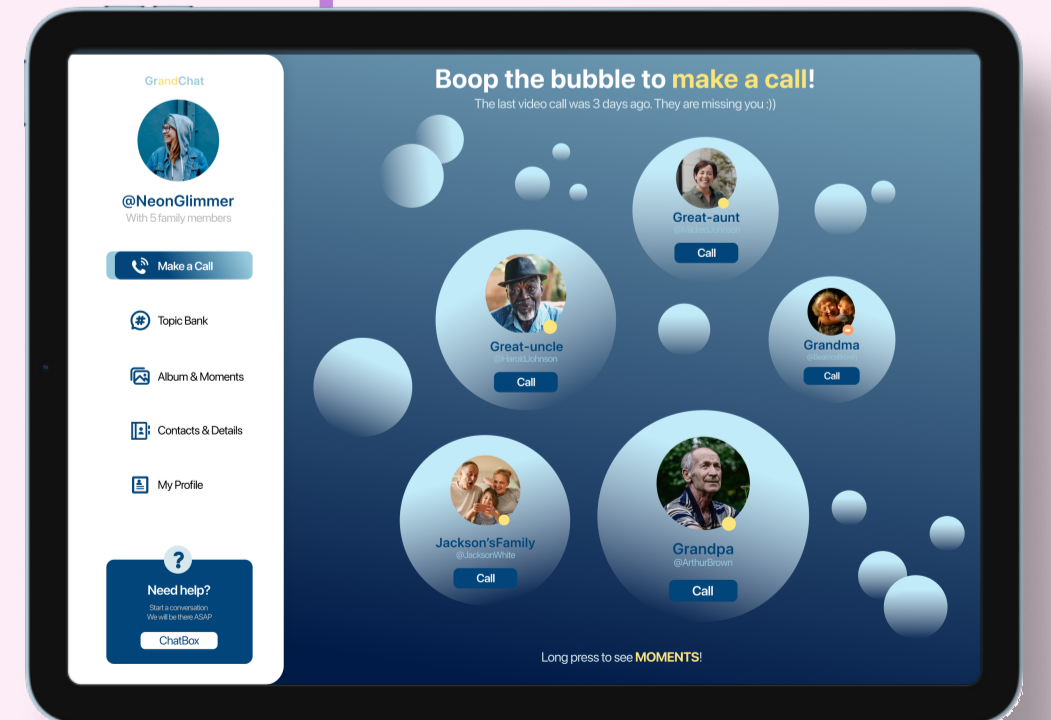 GrandChat
@NeonGlimmer
With 5 family members
Make a Call
Topic Bank
Album & Moments
Contacts & Details
My Profile
?
Need help?
Start a conversation
We will be there ASAP
ChatBox
Boop the bubble to make a call!
The last video call was 3 days ago. They are missing you :))
Great-aunt
@MildredJohnson
Call
Great-uncle
@HaroldJohnson
Call
Grandma
Call
Jackson'sFamily
@JacksonWhite
Call
Grandpa
@ArthurBrown
Call
Long press to see MOMENTS!